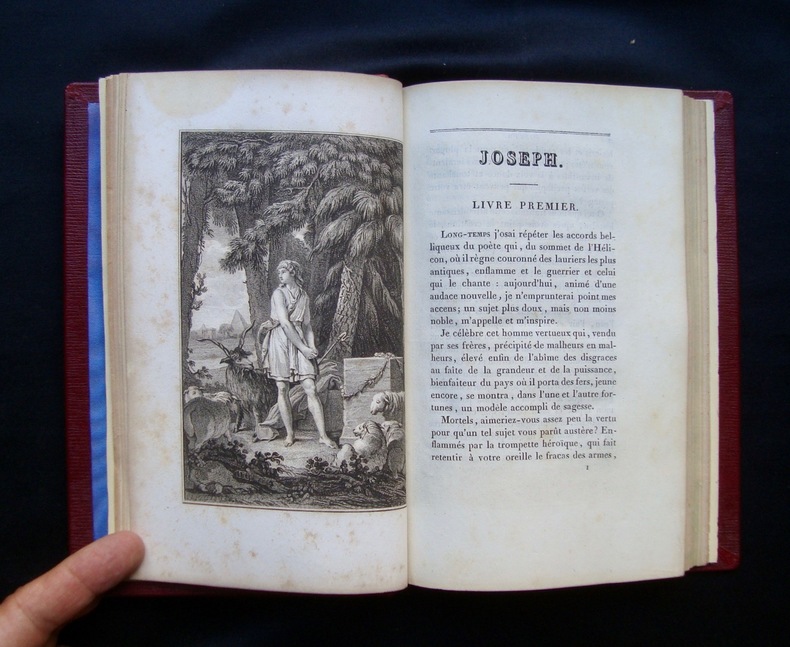 JOSEPH.
LIVRE PREMIER.
LONG-TEMPS j'osai répéter les accords bel-
liqueux du poète qui, du sommet de l'Héli-
con, où il règne couronné des lauriers les plus
antiques, enflamme et le guerrier et celui
qui le chante : aujourd'hui, animé d'une
audace nouvelle, je n'emprunterai point mes
accens; un sujet plus doux, mais non moins
noble, m'appelle et m'inspire.
Je célèbre cet homme vertueux qui, vendu
par ses frères, précipité de malheurs en mal-
heurs, élevé enfin de l'abîme des disgraces
au faîte de la grandeur et de la puissance,
bienfaiteur du pays où il porta des fers, jeune
encore, se montra, dans l'une et l'autre for-
tunes, un modèle accompli de sagesse.
Mortels, aimeriez-vous assez peu la vertu
pour qu'un tel sujet vous parût austère? En-
flammés par la trompette héroïque, qui fait
retentir à votre oreille le fracas des armes,
1